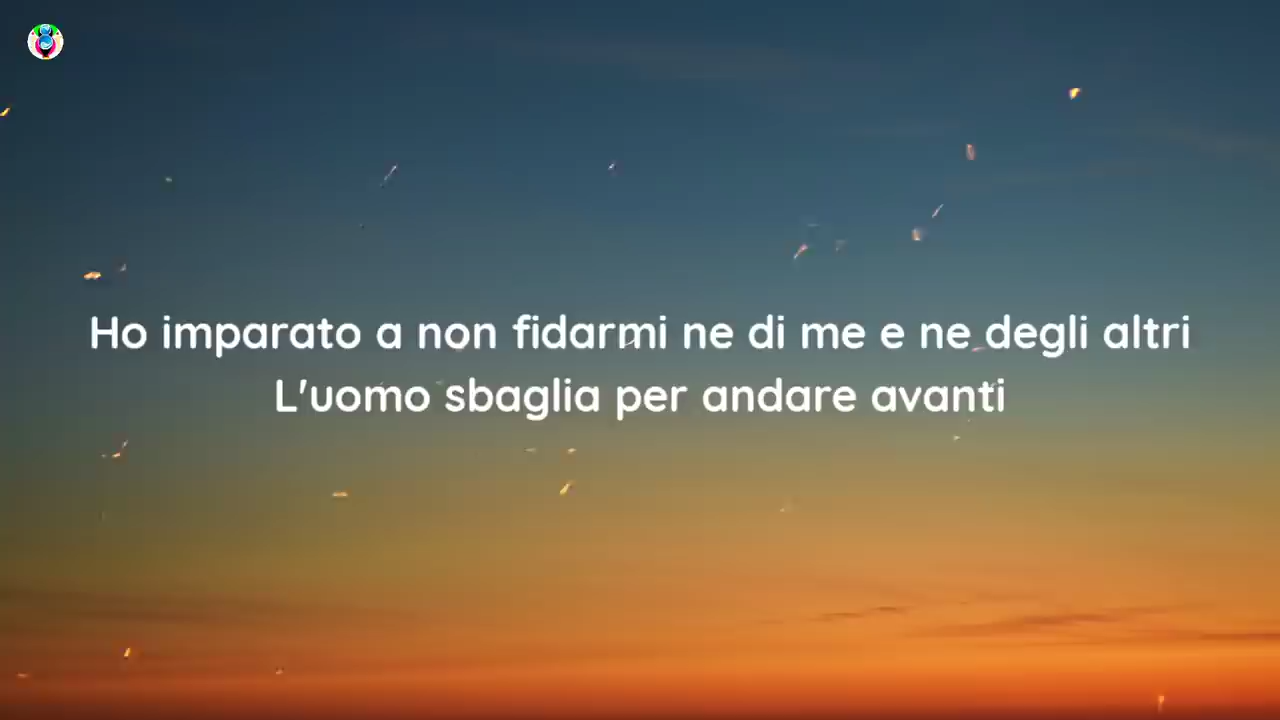 Ho imparato a non fidarmi ne di me e ne degli altri
L'uomo sbaglia per andare avanti